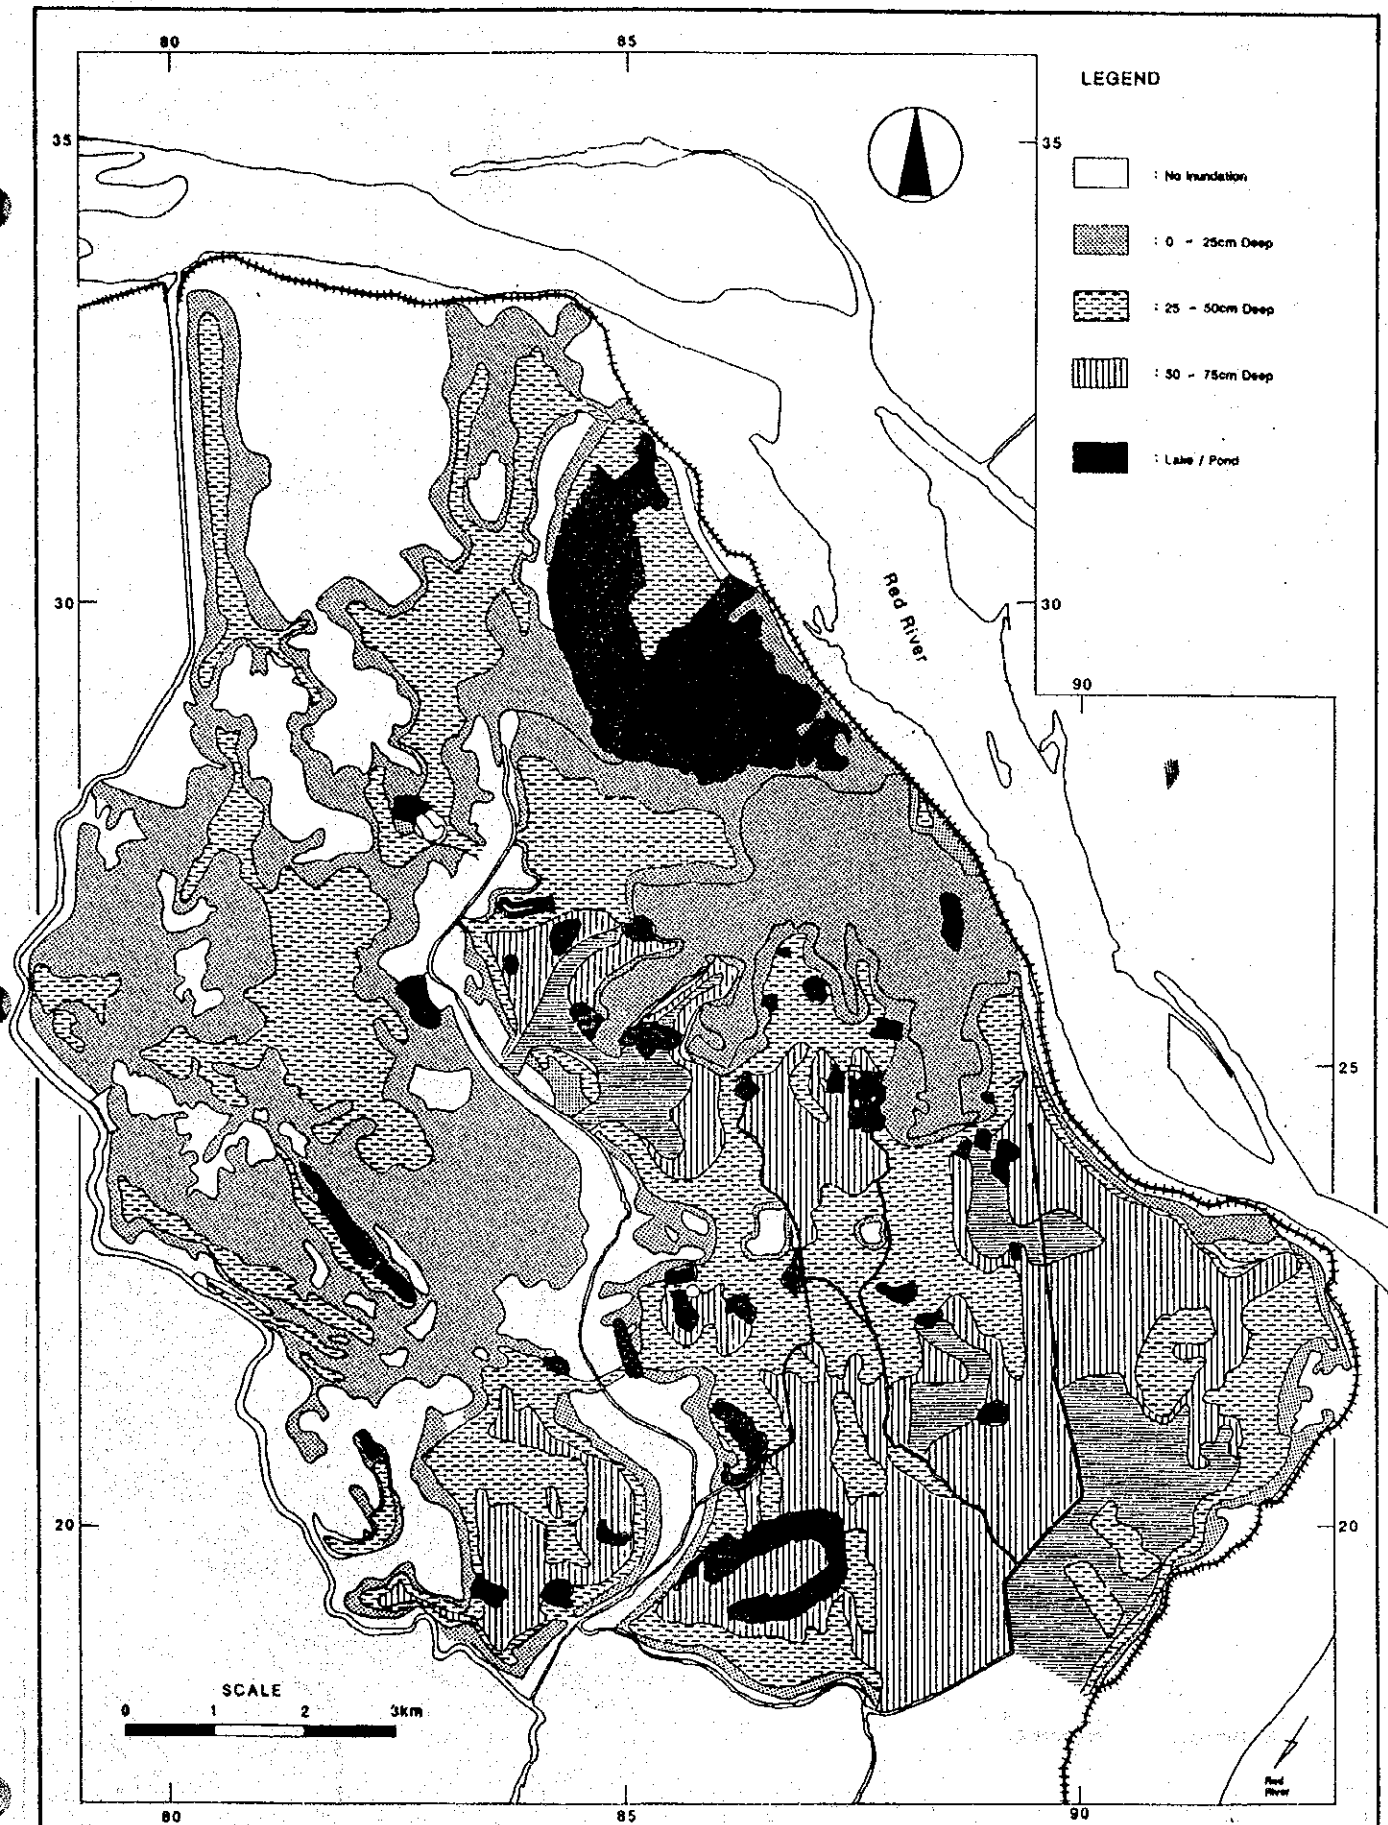 80 85
LEGEND
35 35
: No Inundation
: 0 - 25cm Deep
: 25 - 50cm Deep
: 50 - 75cm Deep
: Lake / Pond
30 30
Red River
90
25
20 20
SCALE
0 1 2 3km
Red
River
80 85 90